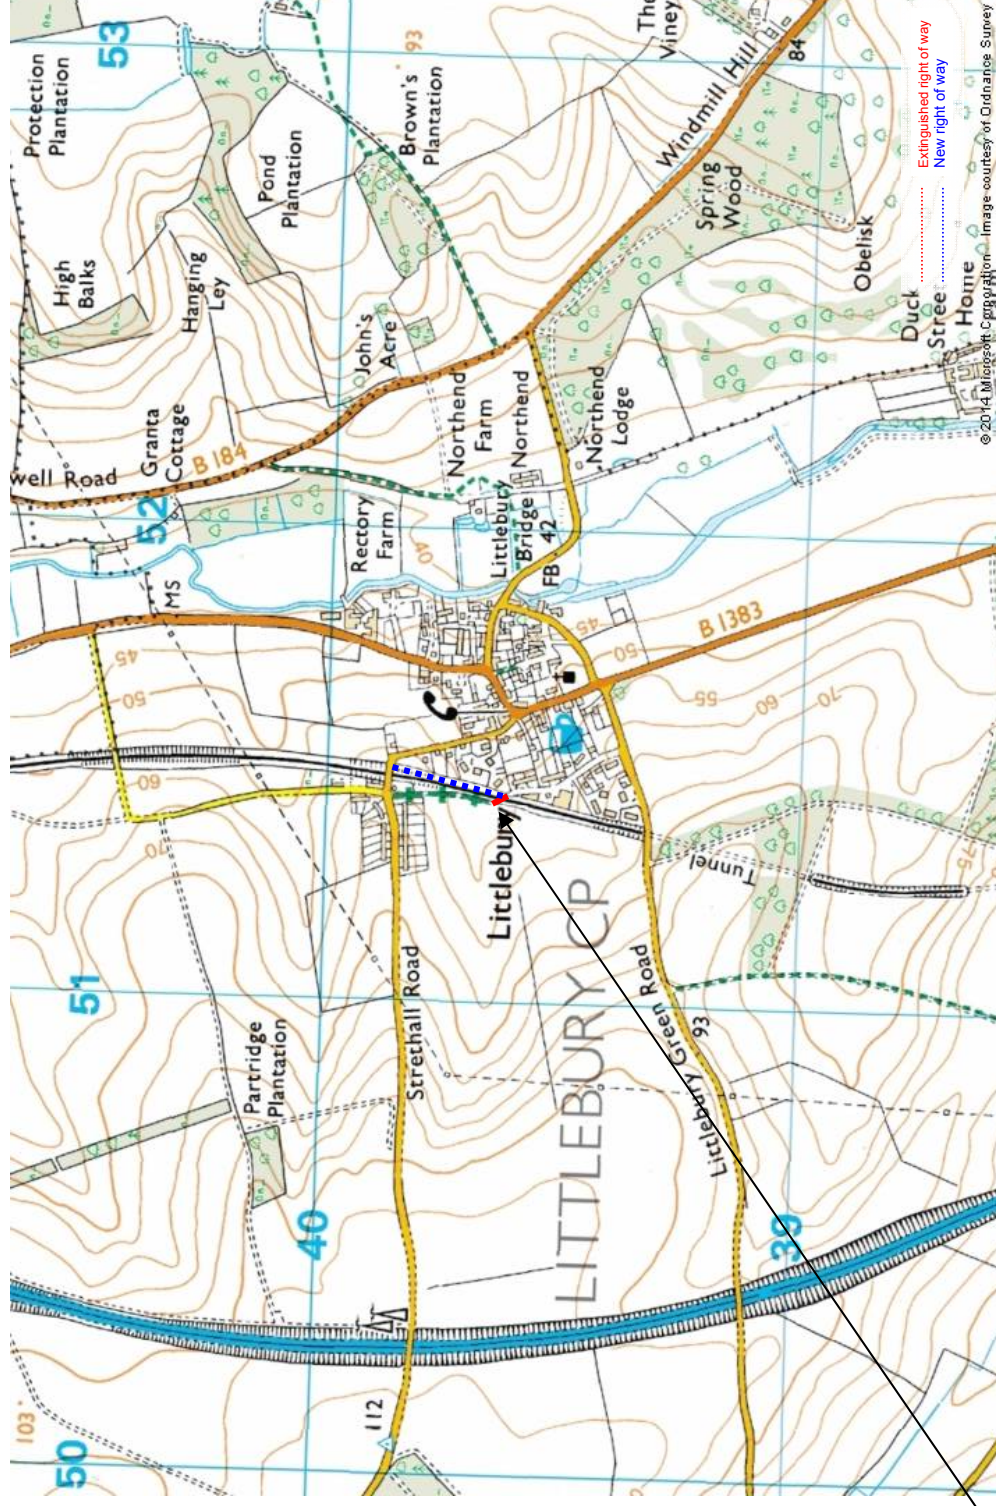 Protection
Plantation
53
93
The
Viney
Windmill Hill
84
Extinguished right of way
New right of way
© 2014 Microsoft Corporation Image courtesy of Ordnance Survey
High
Balks
Pond
Plantation
Brown's
Plantation
Hanging
Ley
Spring
Wood
Obelisk
John's
Acre
Duck
Street
Home
well Road
Granta
Cottage
B 184
Northend
Farm
Northend
Northend
Lodge
52
Rectory
Farm
40
Littlebury
Bridge
42
FB
MS
45
50
60
70
45
50
B 1383
55
60
70
Littlebury
Tunnel
75
LITTLEBURY CP
51
Partridge
Plantation
Strethall Road
Littlebury Green Road
93
40
39
103
112
50